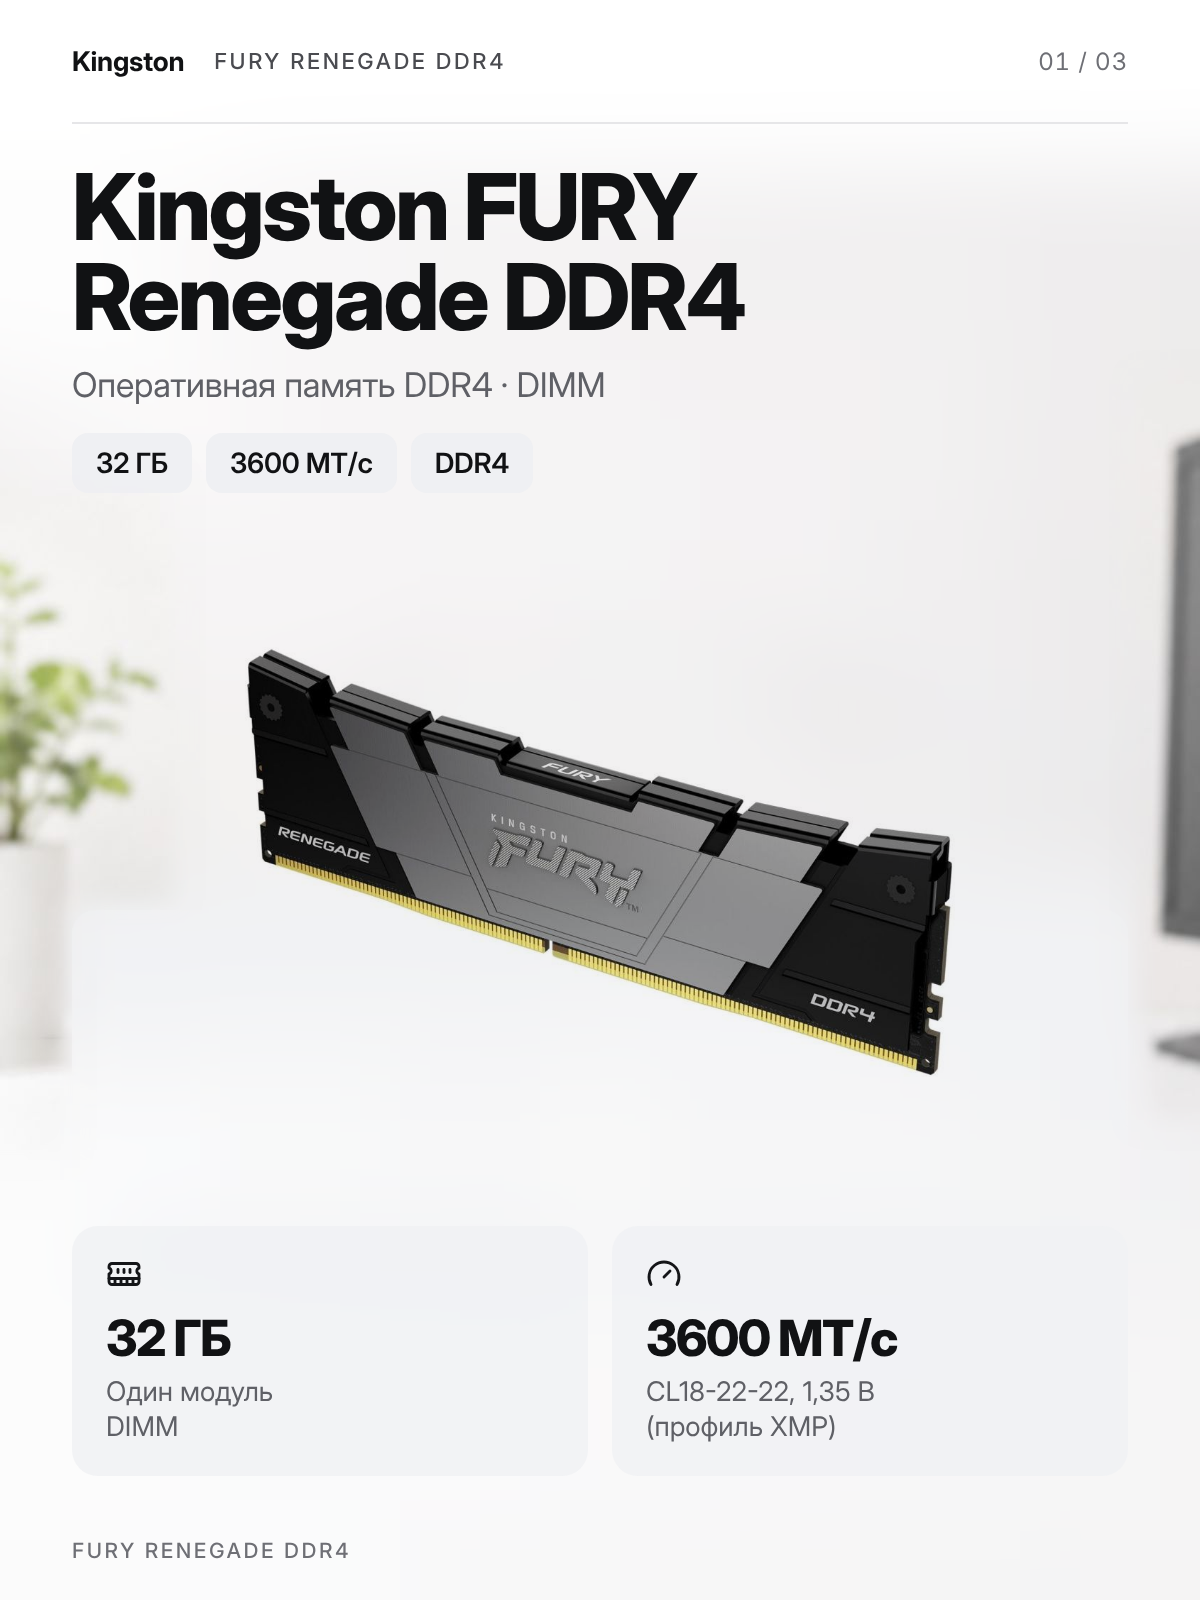 Kingston FURY RENEGADE DDR4 01 / 03
Kingston FURY
Renegade DDR4
Оперативная память DDR4 · DIMM
32 ГБ 3600 МТ/с DDR4
FURY
KINGSTON
FURY™
RENEGADE
DDR4
32 ГБ
Один модуль
DIMM
3600 МТ/с
CL18-22-22, 1,35 В
(профиль XMP)
FURY RENEGADE DDR4